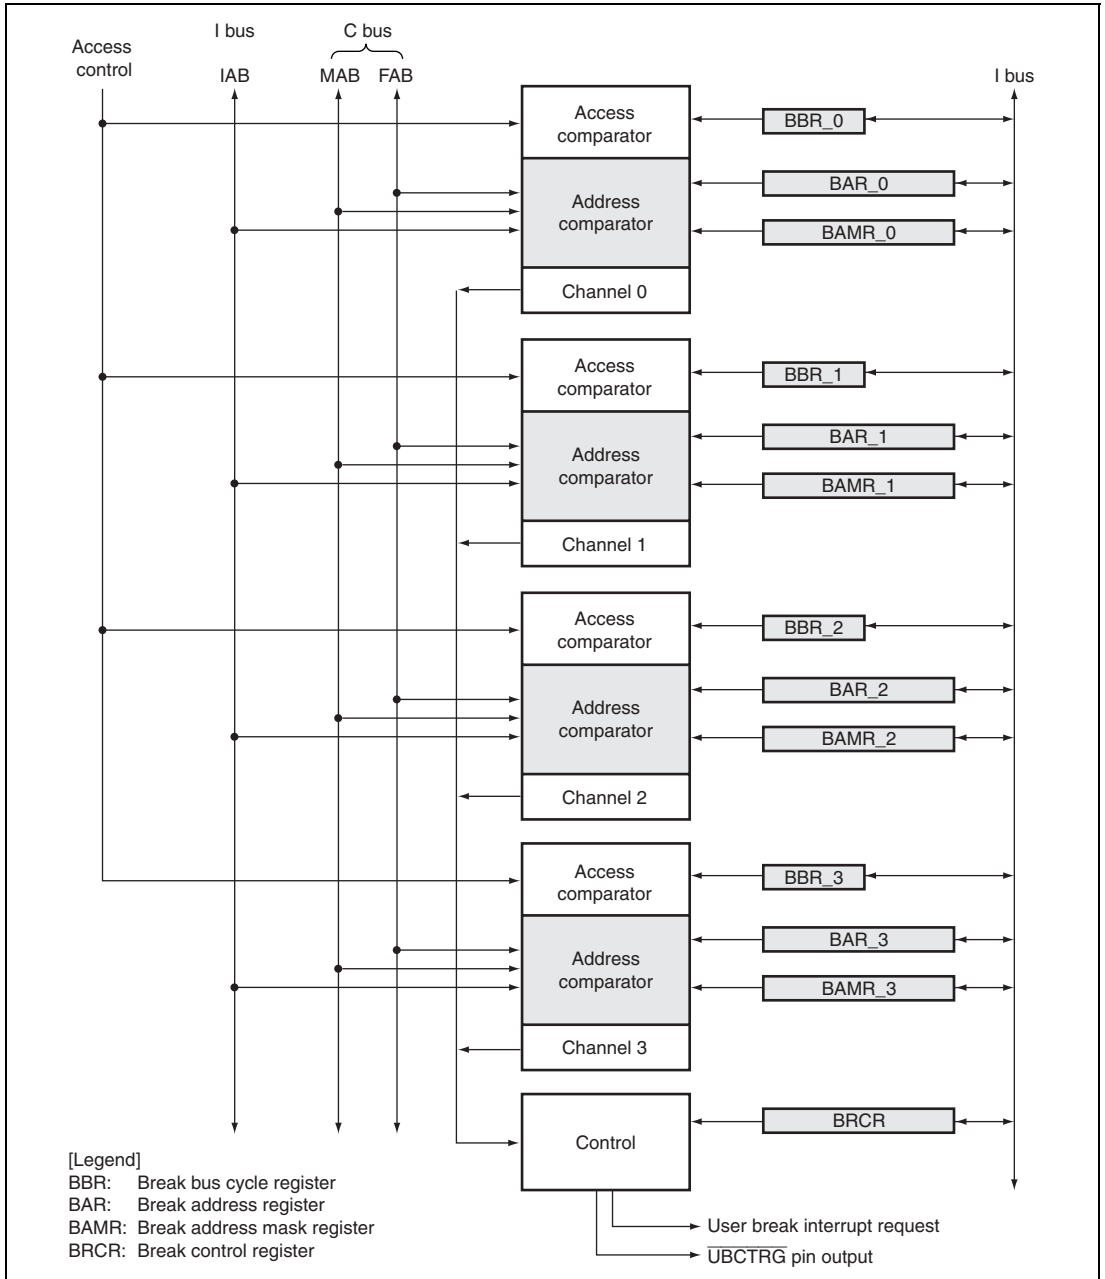 I bus
C bus
Access
control
IAB
MAB
FAB
I bus
Access
comparator
BBR_0
Address
comparator
BAR_0
BAMR_0
Channel 0
Access
comparator
BBR_1
Address
comparator
BAR_1
BAMR_1
Channel 1
Access
comparator
BBR_2
Address
comparator
BAR_2
BAMR_2
Channel 2
Access
comparator
BBR_3
Address
comparator
BAR_3
BAMR_3
Channel 3
Control
BRCR
[Legend]
BBR: Break bus cycle register
BAR: Break address register
BAMR: Break address mask register
BRCR: Break control register
User break interrupt request
UBCTRG pin output